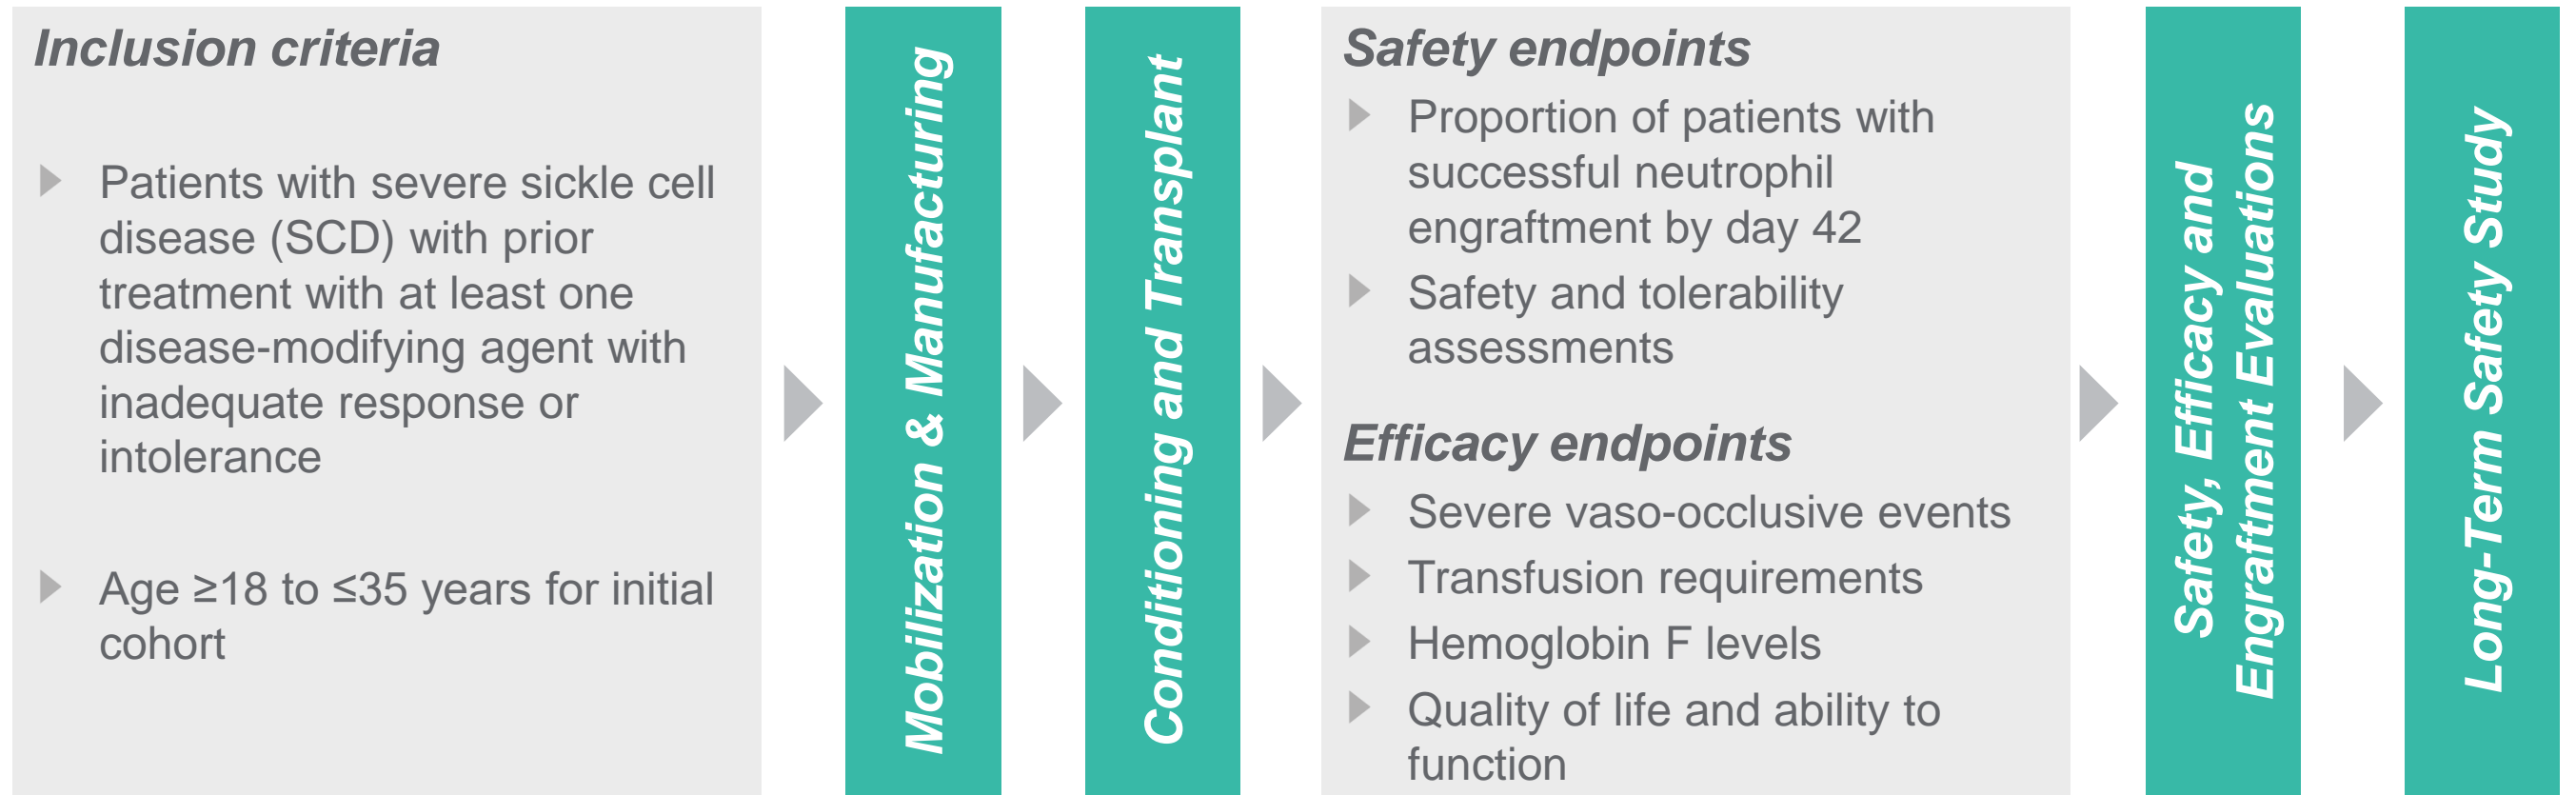 Inclusion criteria
Patients with severe sickle cell
disease (SCD) with prior
treatment with at least one
disease-modifying agent with
inadequate response or
intolerance
Age ≥18 to ≤35 years for initial
cohort
Mobilization & Manufacturing
Conditioning and Transplant
Safety endpoints
Proportion of patients with
successful neutrophil
engraftment by day 42
Safety and tolerability
assessments
Efficacy endpoints
Severe vaso-occlusive events
Transfusion requirements
Hemoglobin F levels
Quality of life and ability to
function
Safety, Efficacy and
Engraftment Evaluations
Long-Term Safety Study